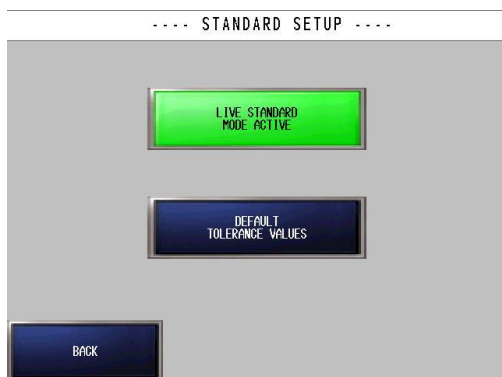 ---- STANDARD SETUP ----
LIVE STANDARD
MODE ACTIVE
DEFAULT
TOLERANCE VALUES
BACK